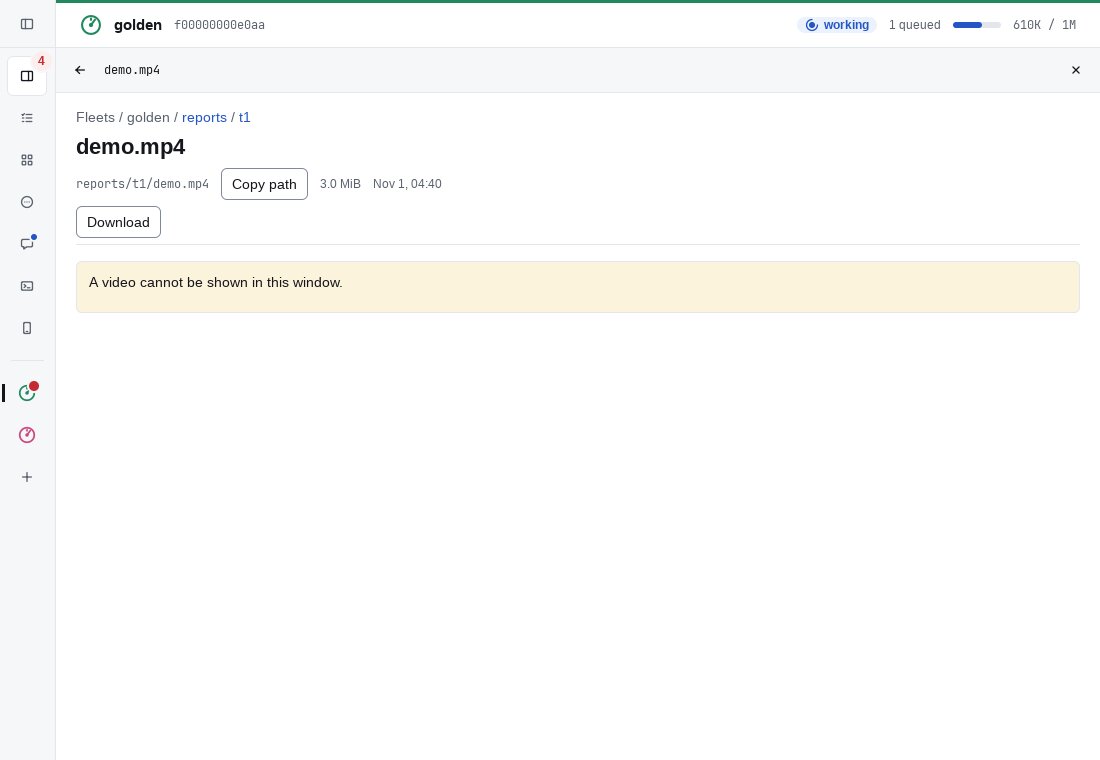 golden f00000000e0aa working 1 queued 610K / 1M
4
demo.mp4
Fleets / golden / reports / t1
demo.mp4
reports/t1/demo.mp4 Copy path 3.0 MiB Nov 1, 04:40
Download
A video cannot be shown in this window.